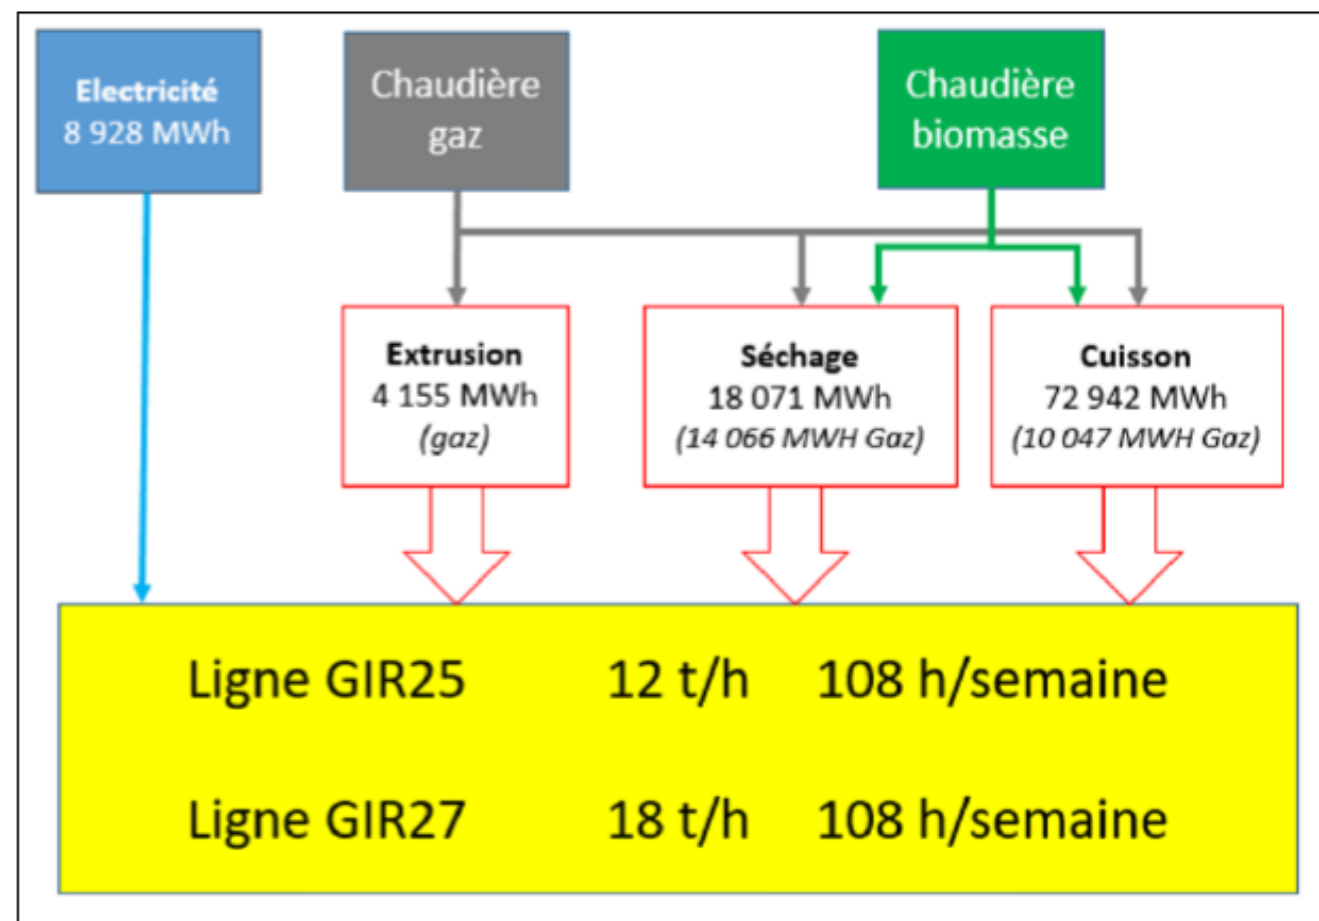 Electricité
8 928 MWh
Chaudière
gaz
Chaudière
biomasse
Extrusion
4 155 MWh
(gaz)
Séchage
18 071 MWh
(14 066 MWH Gaz)
Cuisson
72 942 MWh
(10 047 MWH Gaz)
Ligne GIR25 12 t/h 108 h/semaine
Ligne GIR27 18 t/h 108 h/semaine